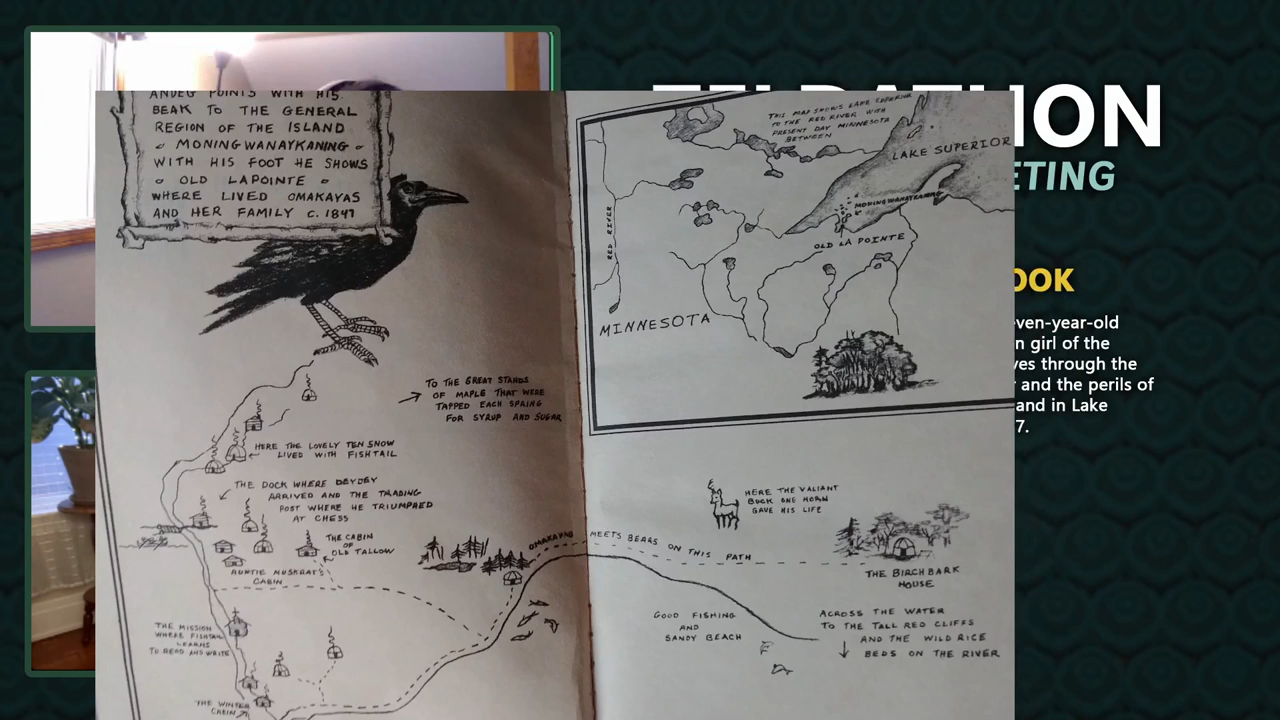 ANDEG POINTS WITH HIS
BEAK TO THE GENERAL
REGION OF THE ISLAND
MONINGWANAYKANING
WITH HIS FOOT HE SHOWS
OLD LAPOINTE
WHERE LIVED OMAKAYAS
AND HER FAMILY C. 1847
TO THE GREAT STANDS
OF MAPLE THAT WERE
TAPPED EACH SPRING
FOR SYRUP AND SUGAR
HERE THE LOVELY TEN SNOW
LIVED WITH FISHTAIL
THE DOCK WHERE DEYDEY
ARRIVED AND THE TRADING
POST WHERE HE TRIUMPHED
AT CHESS
THE CABIN
OF
OLD TALLOW
AUNTIE MUSKRAT'S
CABIN
THE MISSION
WHERE FISHTAIL
LEARNS
TO READ AND WRITE
THE WINTER
CABIN
THIS MAP SHOWS LAKE SUPERIOR
TO THE RED RIVER WITH
PRESENT DAY MINNESOTA
BETWEEN
LAKE SUPERIOR
MONINGWANAYKANING
OLD LA POINTE
RED RIVER
MINNESOTA
HERE THE VALIANT
BUCK ONE HORN
GAVE HIS LIFE
OMAKAYAS MEETS BEARS ON THIS PATH
THE BIRCHBARK
HOUSE
GOOD FISHING
AND
SANDY BEACH
ACROSS THE WATER
TO THE TALL RED CLIFFS
AND THE WILD RICE
BEDS ON THE RIVER
ION
ETING
OOK
even-year-old
n girl of the
ves through the
r and the perils of
and in Lake
7.